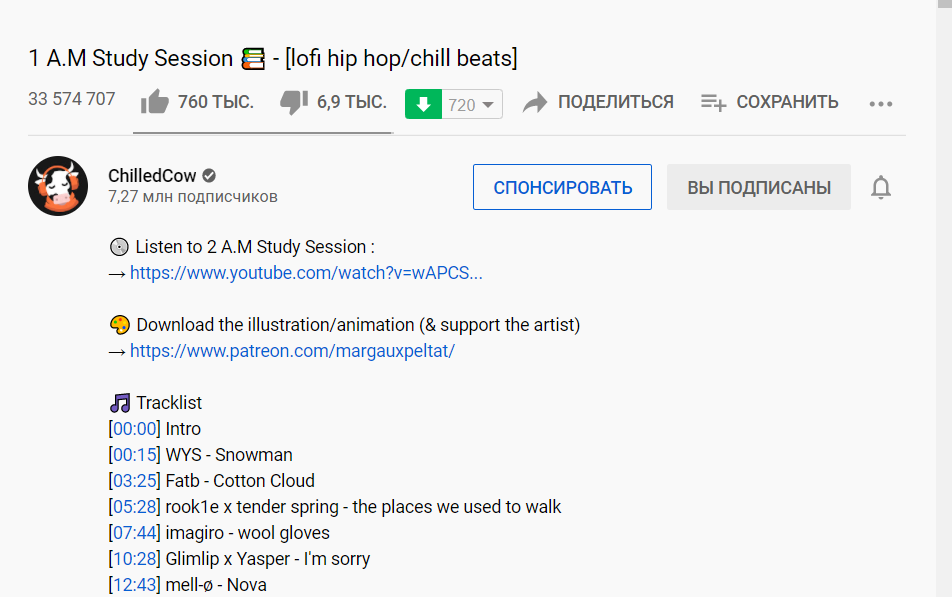 1 A.M Study Session 📚 - [lofi hip hop/chill beats]
33 574 707 760 ТЫС. 6,9 ТЫС. 720 ПОДЕЛИТЬСЯ СОХРАНИТЬ
ChilledCow
7,27 млн подписчиков
СПОНСИРОВАТЬ ВЫ ПОДПИСАНЫ
💿 Listen to 2 A.M Study Session :
→ https://www.youtube.com/watch?v=wAPCS...
🎨 Download the illustration/animation (& support the artist)
→ https://www.patreon.com/margauxpeltat/
🎵 Tracklist
[00:00] Intro
[00:15] WYS - Snowman
[03:25] Fatb - Cotton Cloud
[05:28] rook1e x tender spring - the places we used to walk
[07:44] imagiro - wool gloves
[10:28] Glimlip x Yasper - I'm sorry
[12:43] mell-ø - Nova